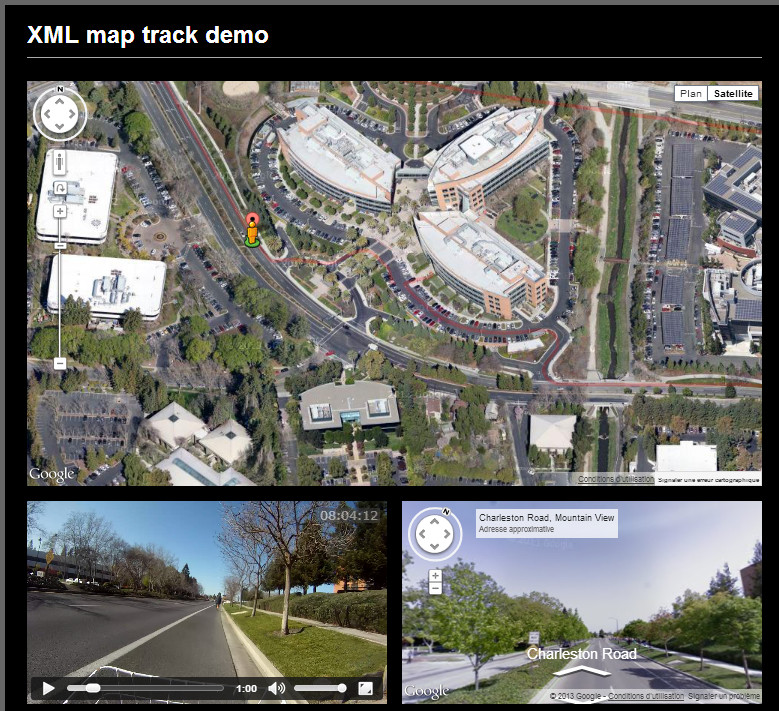 XML map track demo
N
Plan Satellite
Google
Conditions d'utilisation Signaler une erreur cartographique
08:04:12
1:00
N
Charleston Road, Mountain View
Adresse approximative
Charleston Road
Google
© 2013 Google - Conditions d'utilisation Signaler un problème